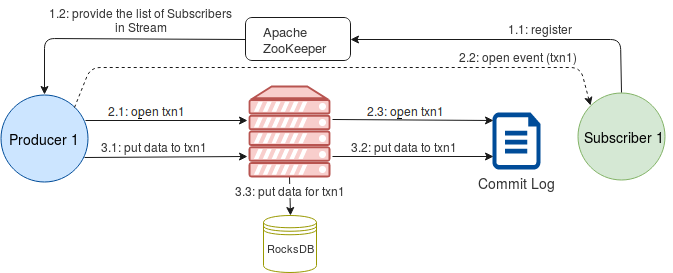 1.2: provide the list of Subscribers
in Stream
Apache
ZooKeeper
1.1: register
2.2: open event (txn1)
Producer 1
2.1: open txn1
2.3: open txn1
3.1: put data to txn1
3.2: put data to txn1
Subscriber 1
Commit Log
3.3: put data for txn1
RocksDB